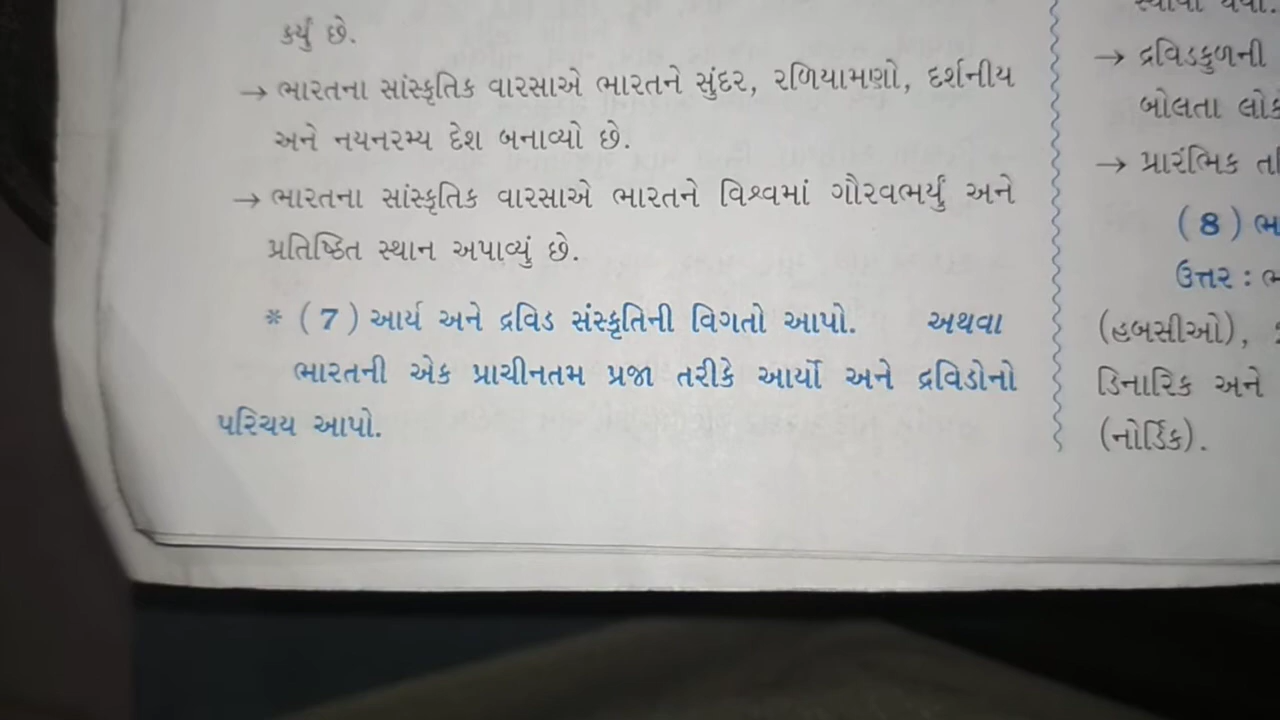 કર્યું છે.
→ ભારતના સાંસ્કૃતિક વારસાએ ભારતને સુંદર, રળિયામણો, દર્શનીય
અને નયનરમ્ય દેશ બનાવ્યો છે.
→ ભારતના સાંસ્કૃતિક વારસાએ ભારતને વિશ્વમાં ગૌરવભર્યું અને
પ્રતિષ્ઠિત સ્થાન અપાવ્યું છે.
* (7) આર્ય અને દ્રવિડ સંસ્કૃતિની વિગતો આપો. અથવા
ભારતની એક પ્રાચીનતમ પ્રજા તરીકે આર્યો અને દ્રવિડોનો
પરિચય આપો.
→ દ્રવિડકુળની
બોલતા
→ પ્રારંભિક
(8)
ઉત્તર :
(હબસીઓ),
ડિનારિક અને
(નોર્ડિક).